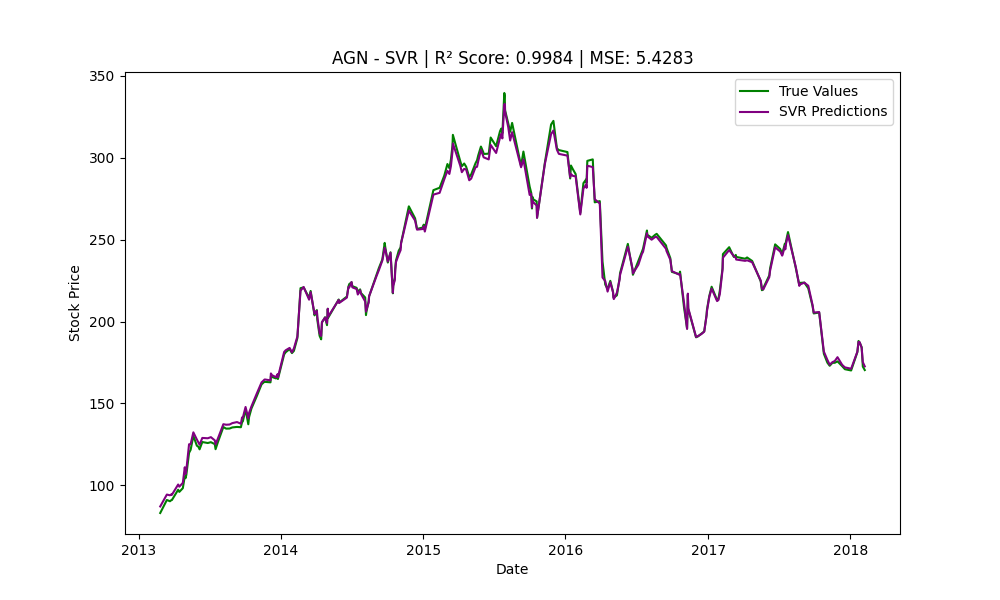 AGN - SVR | R² Score: 0.9984 | MSE: 5.4283
True Values
SVR Predictions
350
300
250
200
150
100
Stock Price
2013 2014 2015 2016 2017 2018
Date